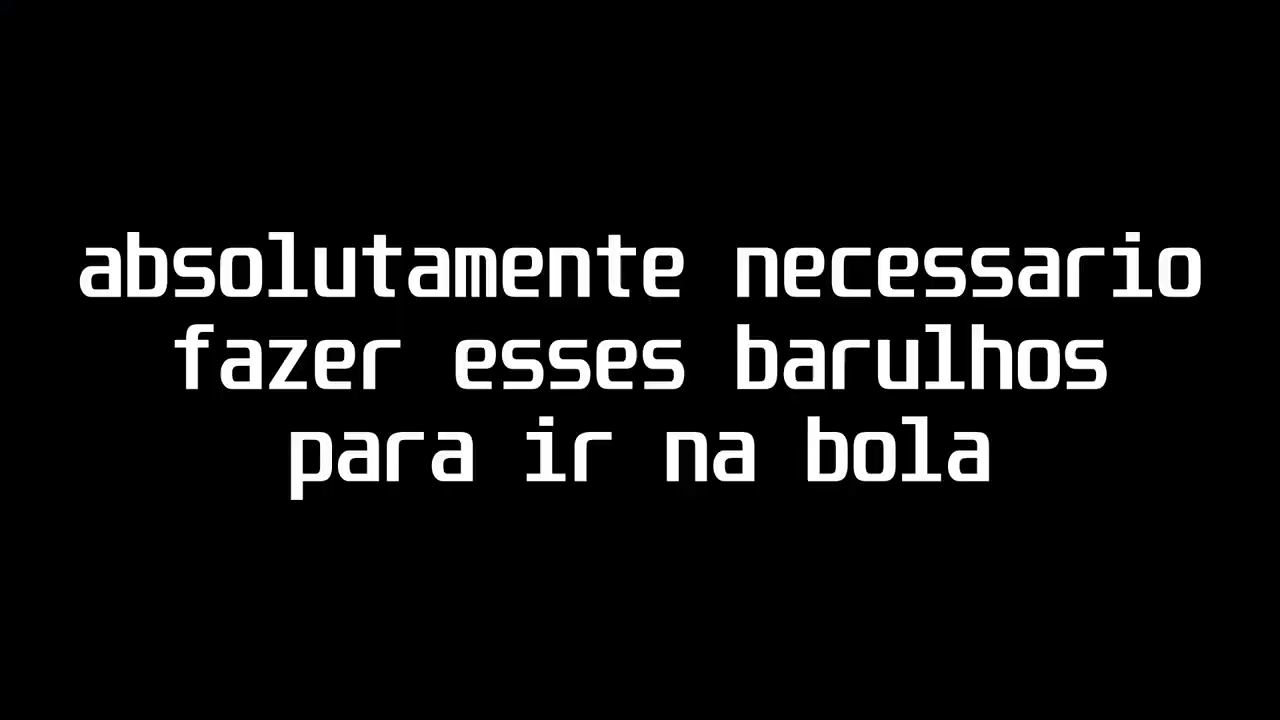 absolutamente necessario
fazer esses barulhos
para ir na bola